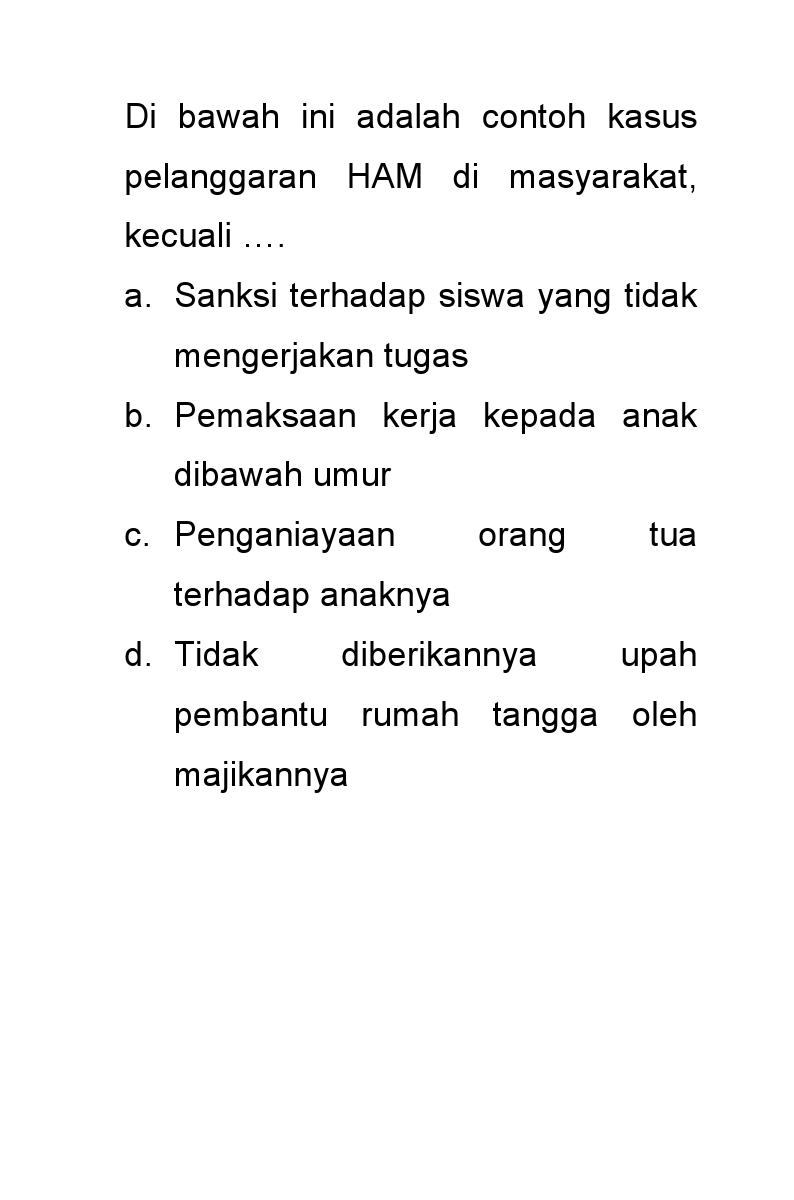 Di bawah ini adalah contoh kasus
pelanggaran HAM di masyarakat,
kecuali ….
a. Sanksi terhadap siswa yang tidak
mengerjakan tugas
b. Pemaksaan kerja kepada anak
dibawah umur
c. Penganiayaan orang tua
terhadap anaknya
d. Tidak diberikannya upah
pembantu rumah tangga oleh
majikannya